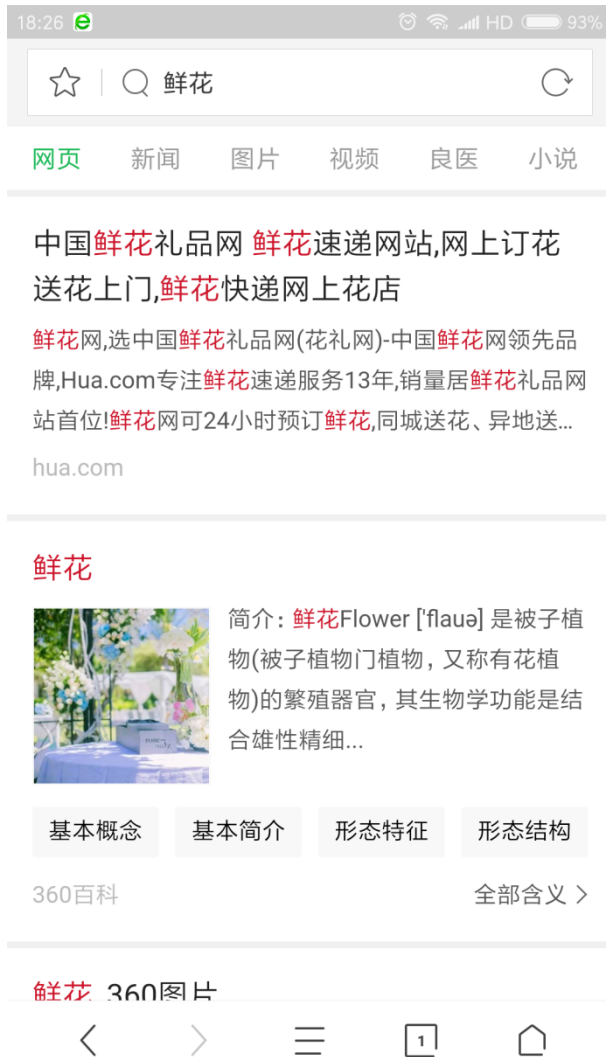 18:26 HD 93%
鲜花
网页 新闻 图片 视频 良医 小说
中国鲜花礼品网 鲜花速递网站,网上订花
送花上门,鲜花快递网上花店
鲜花网,选中国鲜花礼品网(花礼网)-中国鲜花网领先品
牌,Hua.com专注鲜花速递服务13年,销量居鲜花礼品网
站首位!鲜花网可24小时预订鲜花,同城送花、异地送...
hua.com
鲜花
简介: 鲜花Flower ['flauə] 是被子植
物(被子植物门植物，又称有花植
物)的繁殖器官，其生物学功能是结
合雄性精细...
基本概念 基本简介 形态特征 形态结构
360百科 全部含义
鲜花_360图片
1